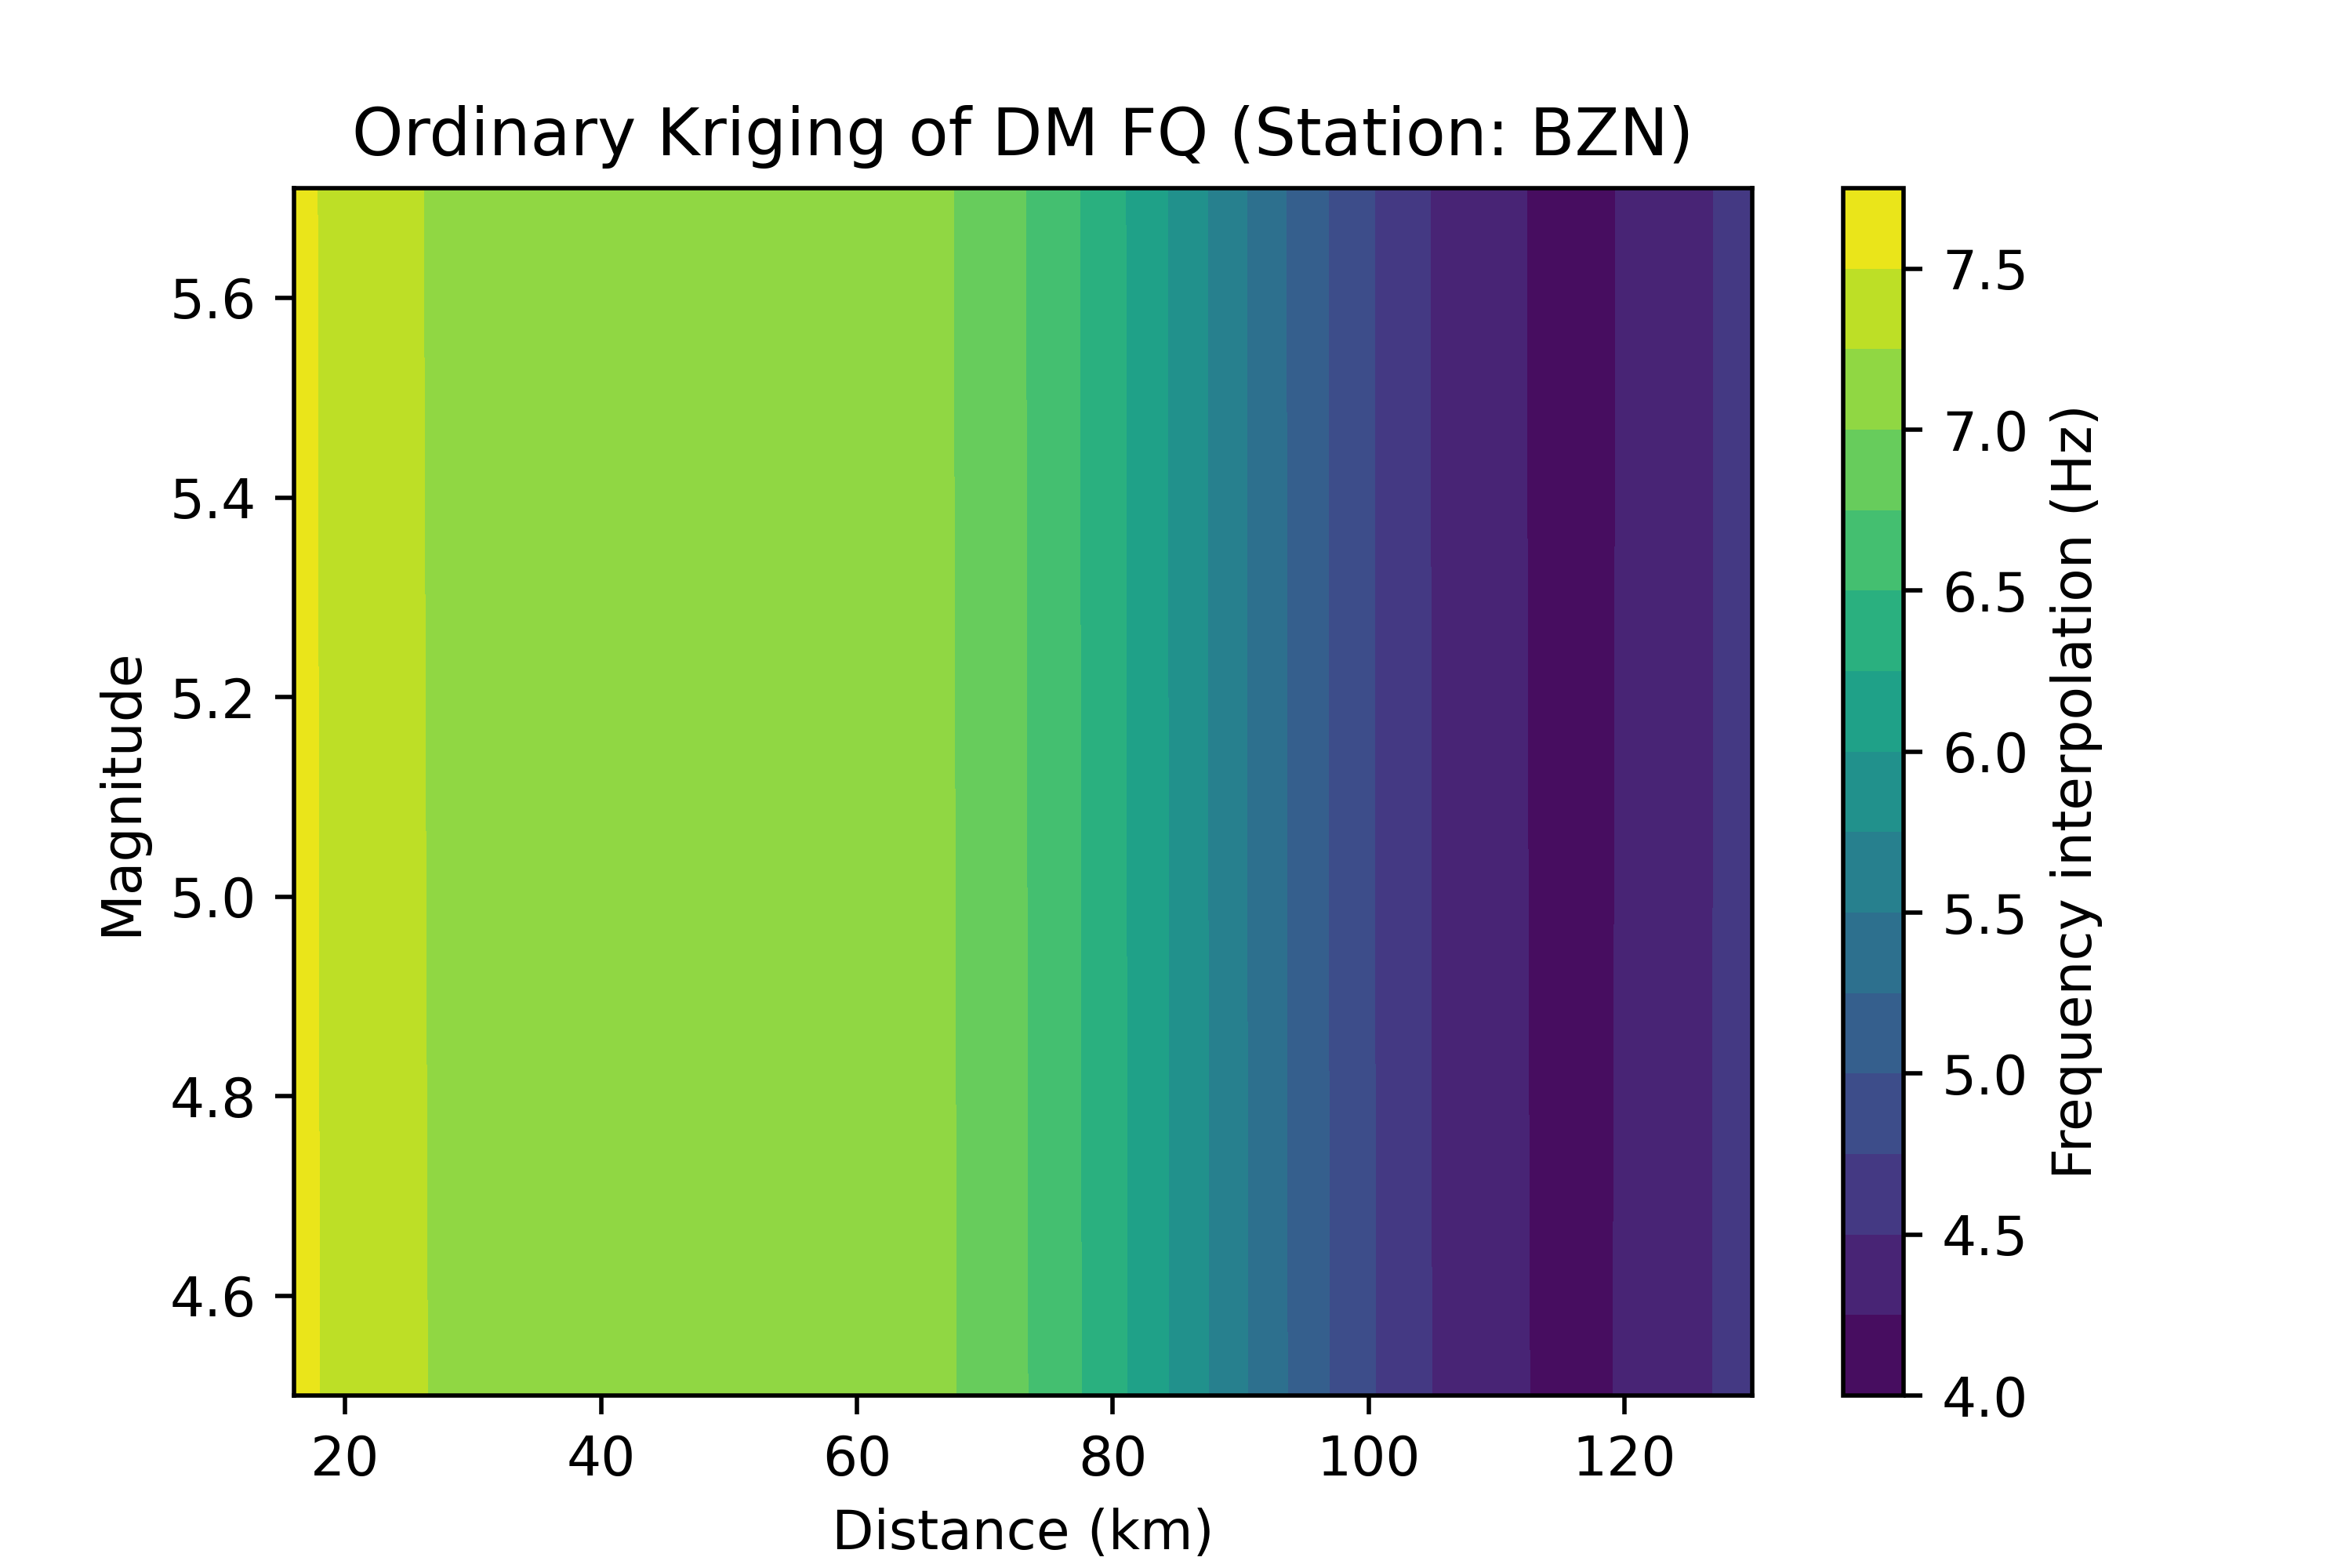 Ordinary Kriging of DM FQ (Station: BZN)
Magnitude
5.6
5.4
5.2
5.0
4.8
4.6
20 40 60 80 100 120
Distance (km)
7.5
7.0
6.5
6.0
5.5
5.0
4.5
4.0
Frequency interpolation (Hz)